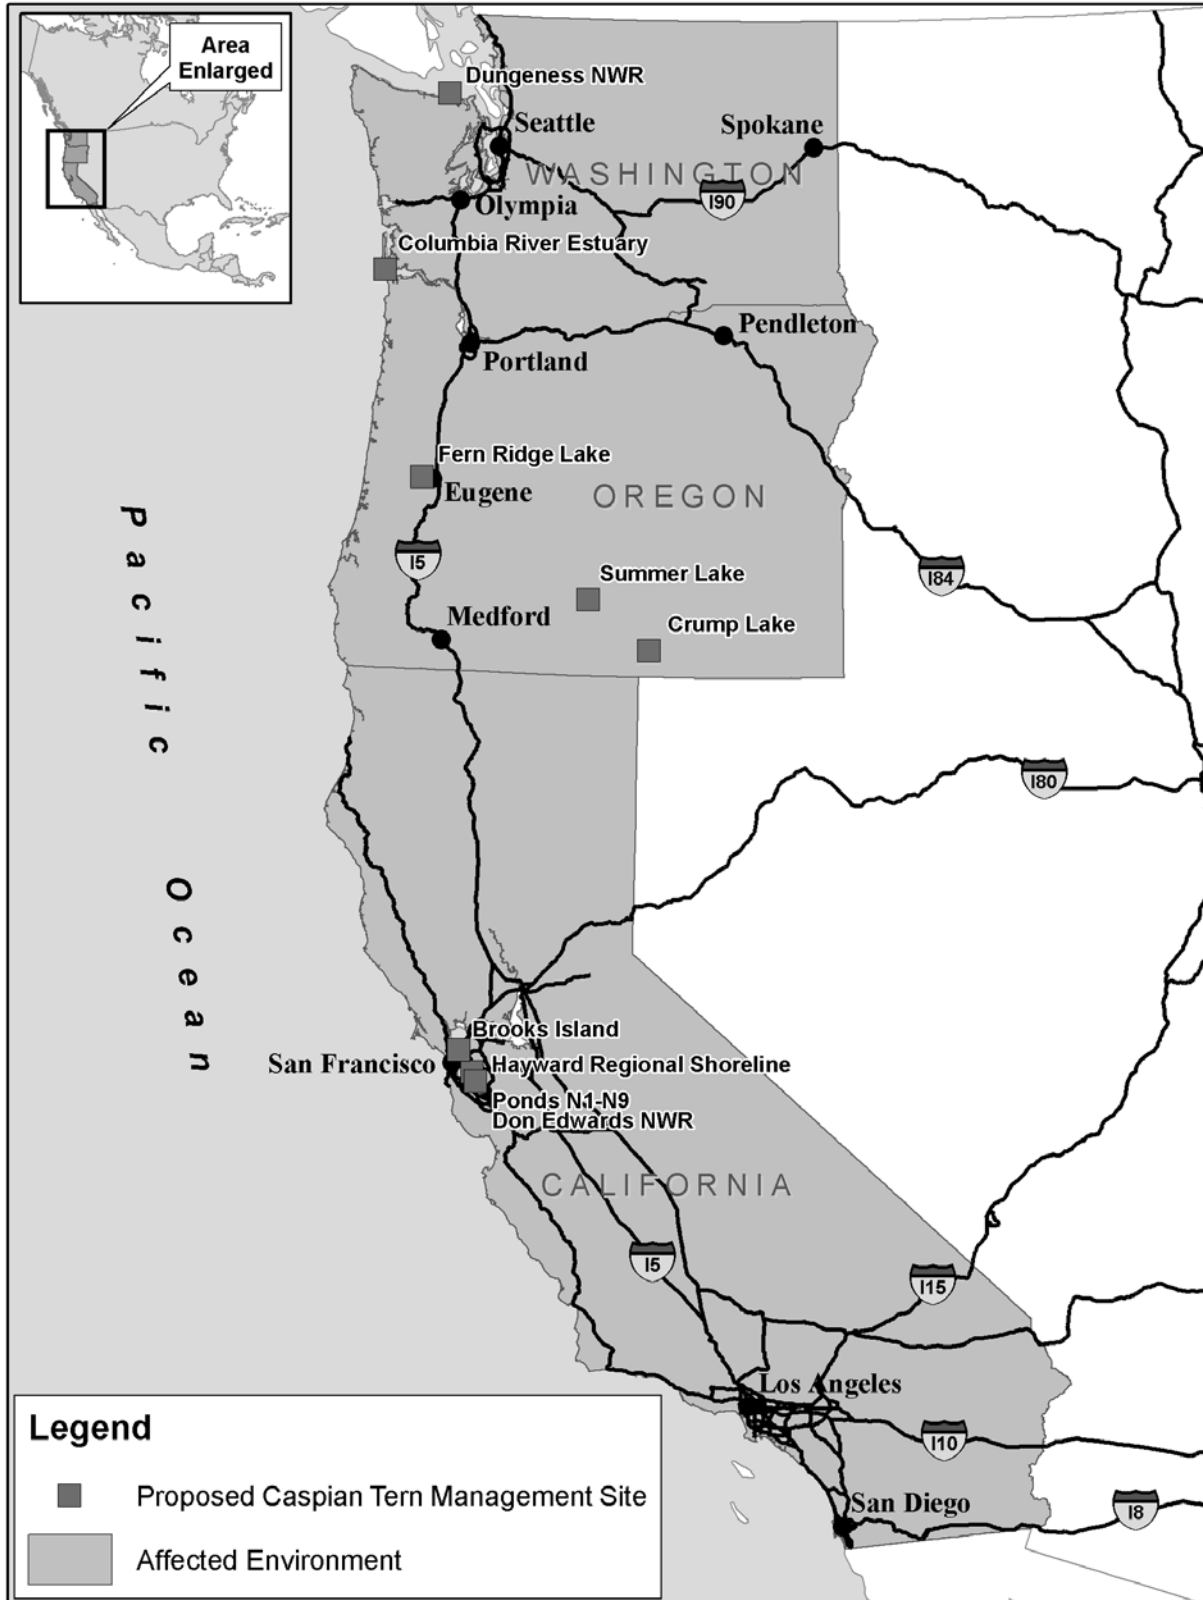 Area
Enlarged
Dungeness NWR
Seattle
Spokane
WASHINGTON
I90
Olympia
Columbia River Estuary
Pendleton
Portland
Fern Ridge Lake
Eugene
OREGON
I5
Summer Lake
I84
Medford
Crump Lake
Pacific Ocean
I80
Brooks Island
San Francisco
Hayward Regional Shoreline
Ponds N1-N9
Don Edwards NWR
CALIFORNIA
I5
I15
Los Angeles
I10
San Diego
I8
Legend
Proposed Caspian Tern Management Site
Affected Environment